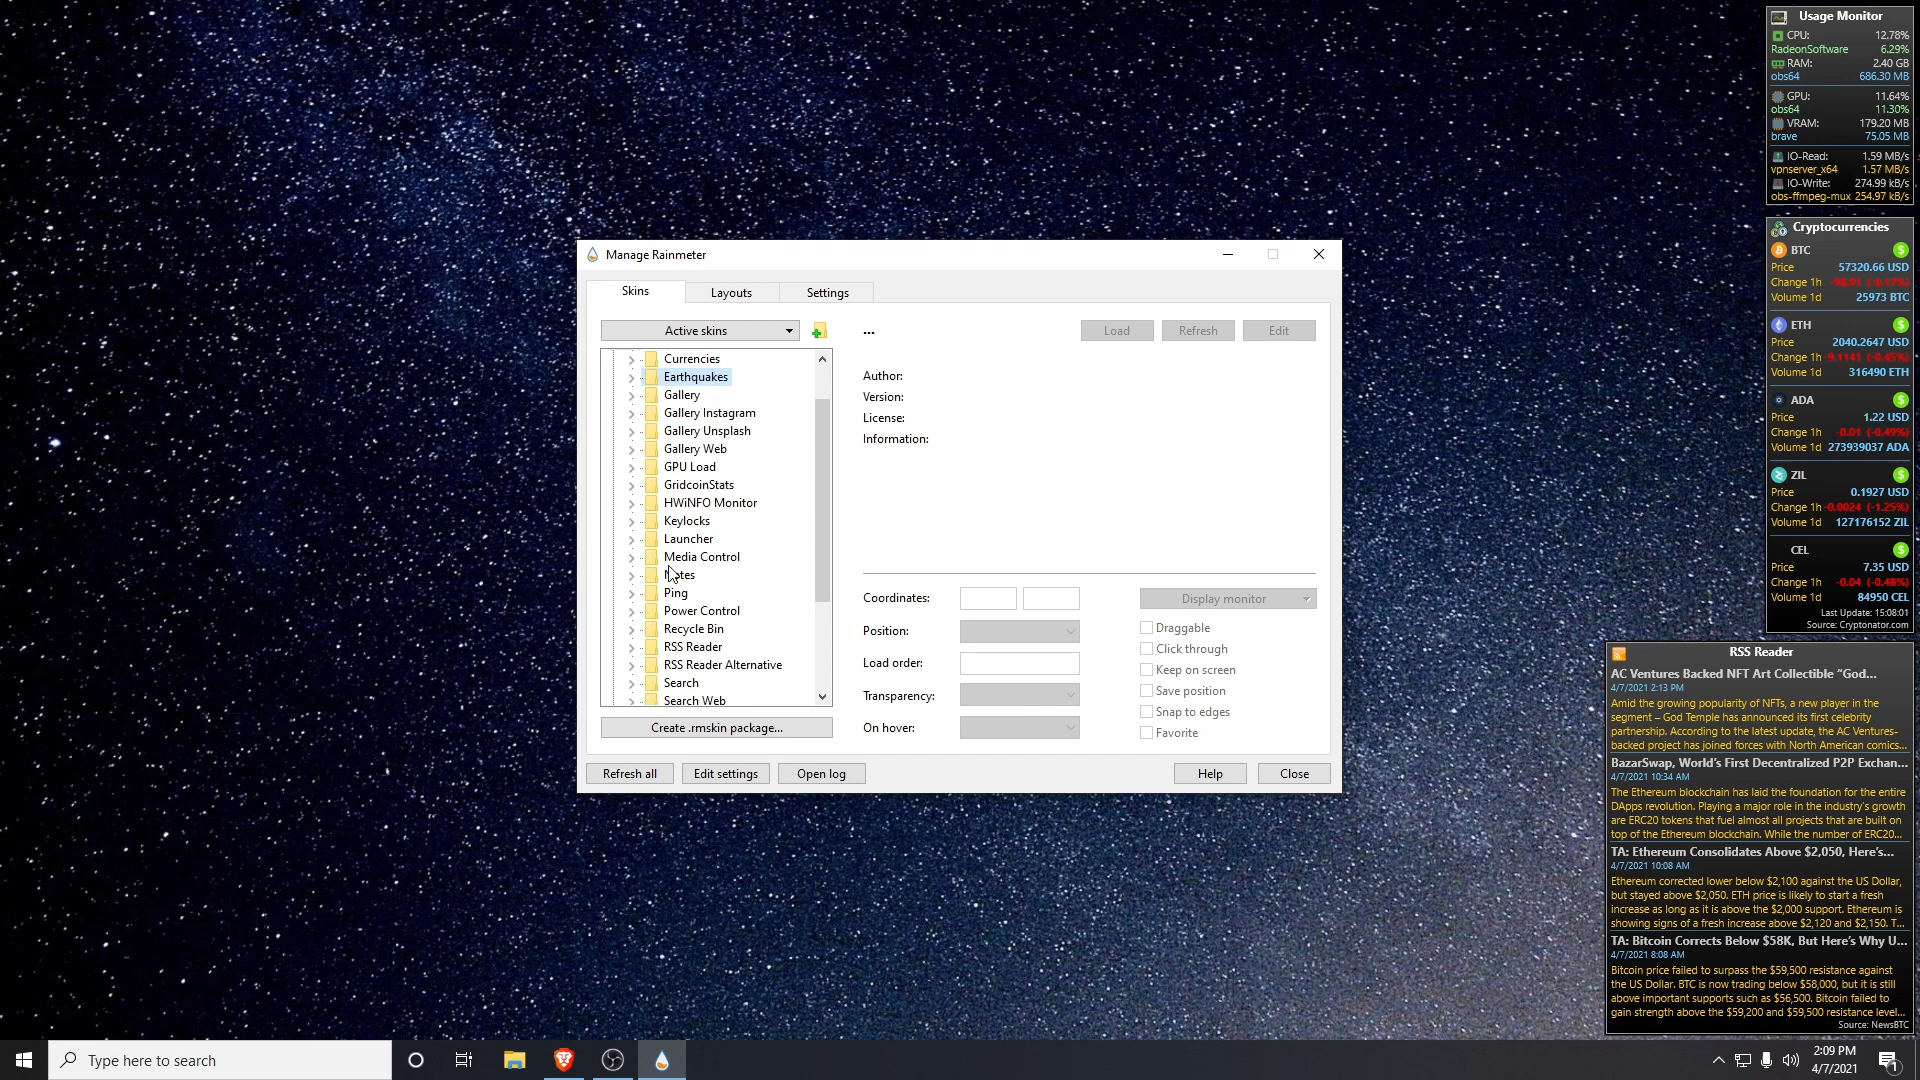 Usage Monitor
CPU: 12.78%
RadeonSoftware 6.29%
RAM: 2.40 GB
obs64 686.30 MB
GPU: 11.64%
obs64 11.30%
VRAM: 179.20 MB
brave 75.05 MB
IO-Read: 1.59 MB/s
vpnserver_x64 1.57 MB/s
IO-Write: 274.99 kB/s
obs-ffmpeg-mux 254.97 kB/s
Cryptocurrencies
BTC
Price 57320.66 USD
Change 1h -98.91 (-0.17%)
Volume 1d 25973 BTC
ETH
Price 2040.2647 USD
Change 1h -9.1141 (-0.45%)
Volume 1d 316490 ETH
ADA
Price 1.22 USD
Change 1h -0.01 (-0.49%)
Volume 1d 273939037 ADA
ZIL
Price 0.1927 USD
Change 1h -0.0024 (-1.25%)
Volume 1d 127176152 ZIL
CEL
Price 7.35 USD
Change 1h -0.04 (-0.48%)
Volume 1d 84950 CEL
Last Update: 15:08:01
Source: Cryptonator.com
RSS Reader
AC Ventures Backed NFT Art Collectible “God...
4/7/2021 2:13 PM
Amid the growing popularity of NFTs, a new player in the
segment – God Temple has announced its first celebrity
partnership. According to the latest update, the AC Ventures-
backed project has joined forces with North American comics...
BazarSwap, World’s First Decentralized P2P Exchan...
4/7/2021 10:34 AM
The Ethereum blockchain has laid the foundation for the entire
DApps revolution. Playing a major role in the industry’s growth
are ERC20 tokens that fuel almost all projects that are built on
top of the Ethereum blockchain. While the number of ERC20...
TA: Ethereum Consolidates Above $2,050, Here’s...
4/7/2021 10:08 AM
Ethereum corrected lower below $2,100 against the US Dollar,
but stayed above $2,050. ETH price is likely to start a fresh
increase as long as it is above the $2,000 support. Ethereum is
showing signs of a fresh increase above $2,120 and $2,150. T...
TA: Bitcoin Corrects Below $58K, But Here’s Why U...
4/7/2021 8:08 AM
Bitcoin price failed to surpass the $59,500 resistance against
the US Dollar. BTC is now trading below $58,000, but it is still
above important supports such as $56,500. Bitcoin failed to
gain strength above the $59,200 and $59,500 resistance level...
Source: NewsBTC
Manage Rainmeter
Skins Layouts Settings
Active skins
... Load Refresh Edit
Currencies
Earthquakes
Gallery
Gallery Instagram
Gallery Unsplash
Gallery Web
GPU Load
GridcoinStats
HWiNFO Monitor
Keylocks
Launcher
Media Control
Notes
Ping
Power Control
Recycle Bin
RSS Reader
RSS Reader Alternative
Search
Search Web
Create .rmskin package...
Author:
Version:
License:
Information:
Coordinates:
Position:
Load order:
Transparency:
On hover:
Display monitor
Draggable
Click through
Keep on screen
Save position
Snap to edges
Favorite
Refresh all Edit settings Open log Help Close
Type here to search
2:09 PM
4/7/2021
1